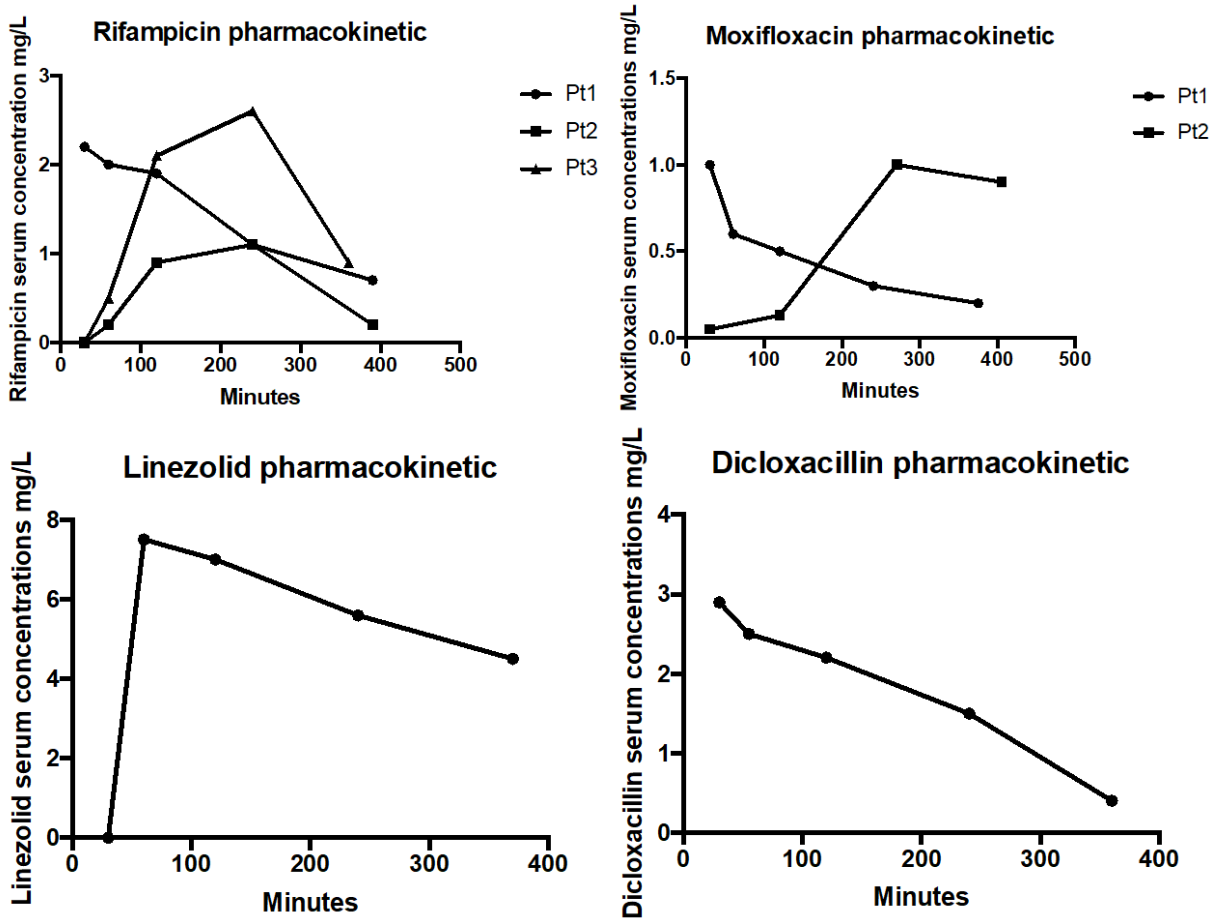 Rifampicin pharmacokinetic
Rifampicin serum concentration mg/L
3
2
1
0
0 100 200 300 400 500
Minutes
Pt1
Pt2
Pt3
Moxifloxacin pharmacokinetic
Moxifloxacin serum concentrations mg/L
1.5
1.0
0.5
0.0
0 100 200 300 400 500
Minutes
Pt1
Pt2
Linezolid pharmacokinetic
Linezolid serum concentrations mg/L
8
6
4
2
0
0 100 200 300 400
Minutes
Dicloxacillin pharmacokinetic
Dicloxacillin serum concentrations mg/L
4
3
2
1
0
0 100 200 300 400
Minutes